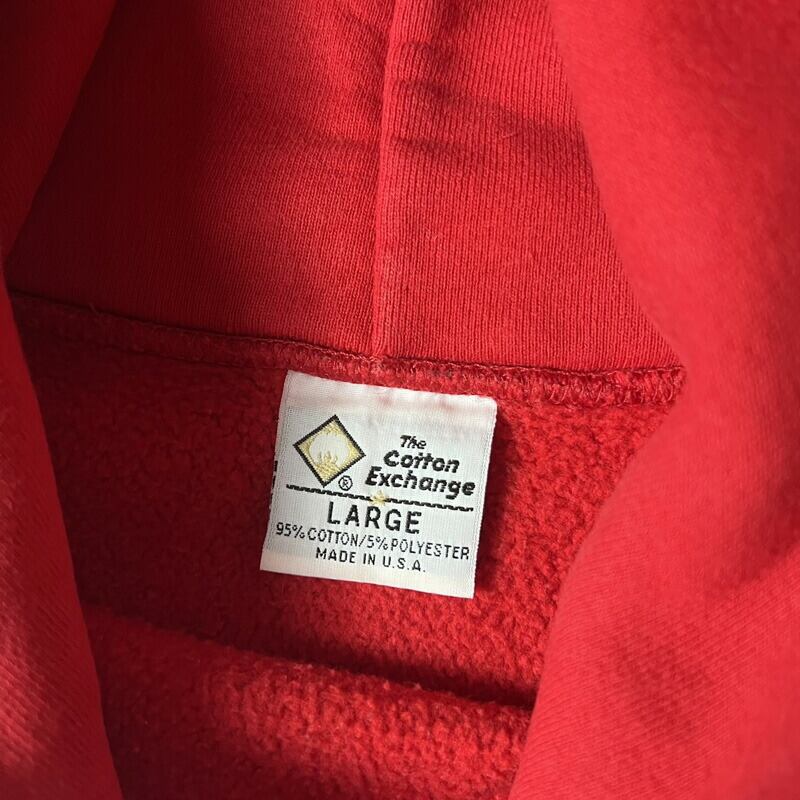 The
Cotton
Exchange
®
LARGE
95% COTTON/5% POLYESTER
MADE IN U.S.A.